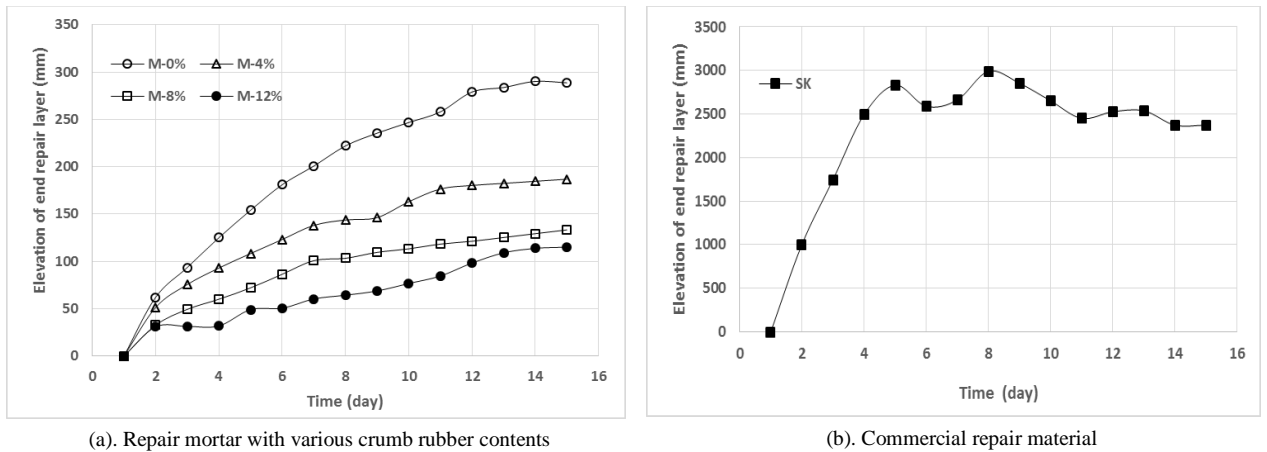 Elevation of end repair layer (mm)
350
300
250
200
150
100
50
0
M-0%
M-4%
M-8%
M-12%
0 2 4 6 8 10 12 14 16
Time (day)
(a). Repair mortar with various crumb rubber contents
Elevation of end repair layer (mm)
3500
3000
2500
2000
1500
1000
500
0
SK
0 2 4 6 8 10 12 14 16
Time (day)
(b). Commercial repair material